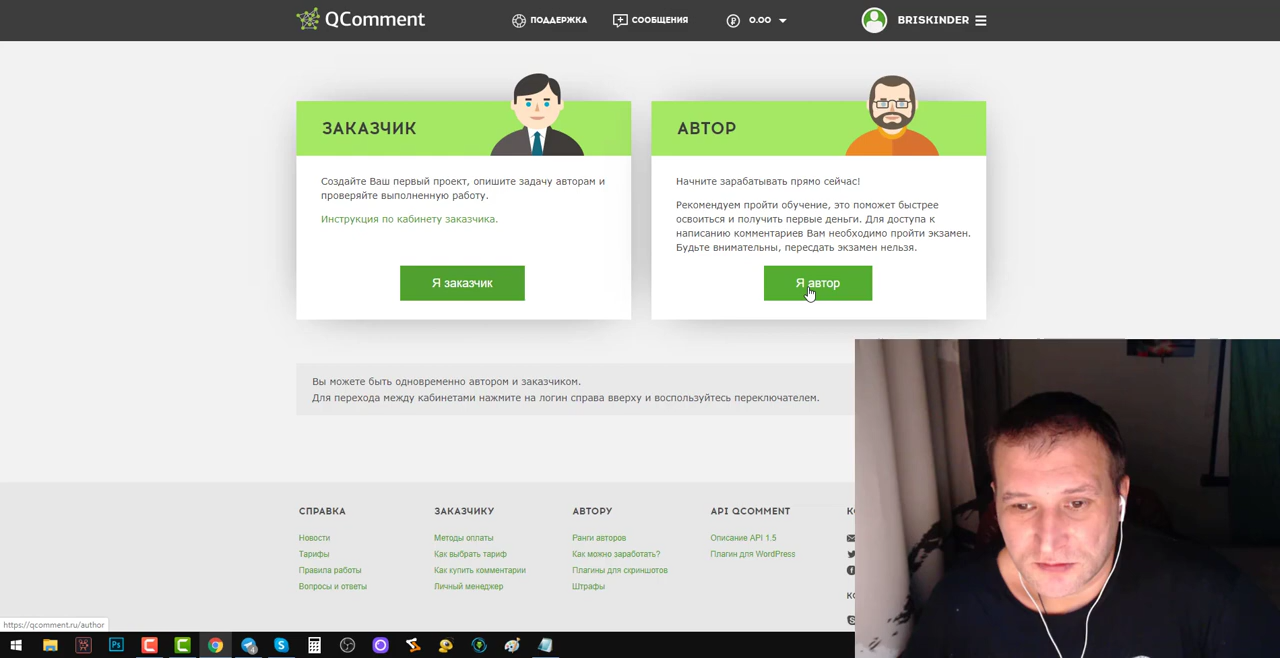 QComment
ПОДДЕРЖКА
СООБЩЕНИЯ
0.00
BRISKINDER
ЗАКАЗЧИК
Создайте Ваш первый проект, опишите задачу авторам и
проверяйте выполненную работу.
Инструкция по кабинету заказчика.
Я заказчик
АВТОР
Начните зарабатывать прямо сейчас!
Рекомендуем пройти обучение, это поможет быстрее
освоиться и получить первые деньги. Для доступа к
написанию комментариев Вам необходимо пройти экзамен.
Будьте внимательны, пересдать экзамен нельзя.
Я автор
Вы можете быть одновременно автором и заказчиком.
Для перехода между кабинетами нажмите на логин справа вверху и воспользуйтесь переключателем.
СПРАВКА
Новости
Тарифы
Правила работы
Вопросы и ответы
ЗАКАЗЧИКУ
Методы оплаты
Как выбрать тариф
Как купить комментарии
Личный менеджер
АВТОРУ
Ранги авторов
Как можно заработать?
Плагины для скриншотов
Штрафы
API QCOMMENT
Описание API 1.5
Плагин для WordPress
https://qcomment.ru/author
Ps